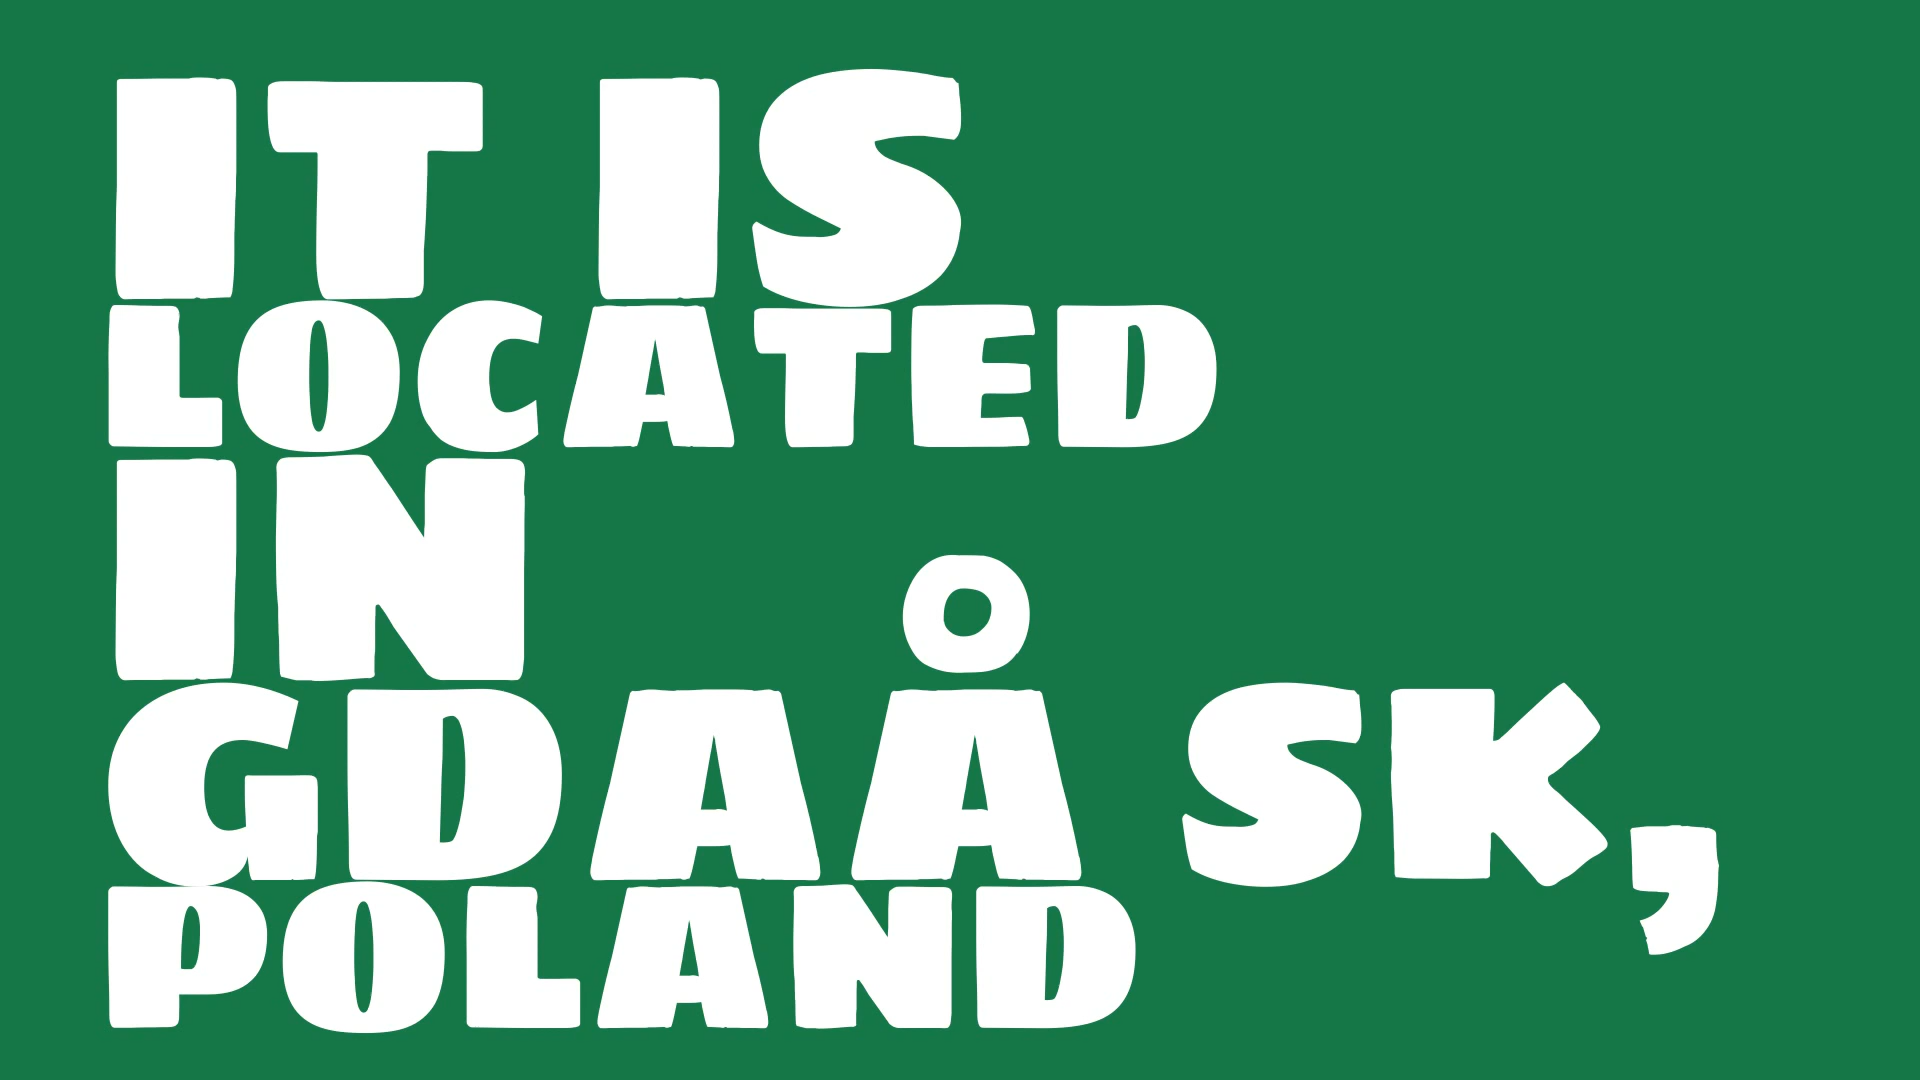 IT IS
LOCATED
IN
GDAÅ SK,
POLAND